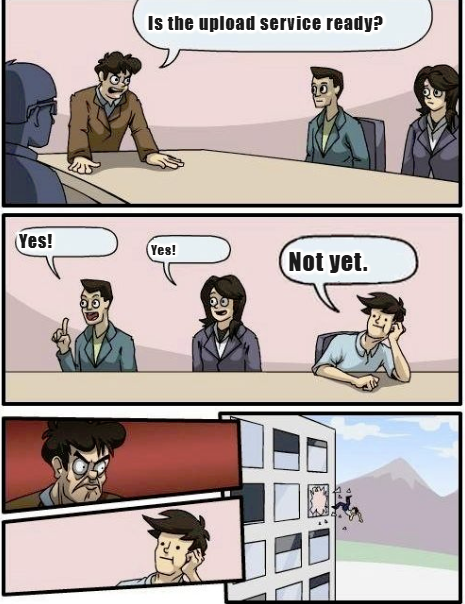 Is the upload service ready?
Yes!
Yes!
Not yet.